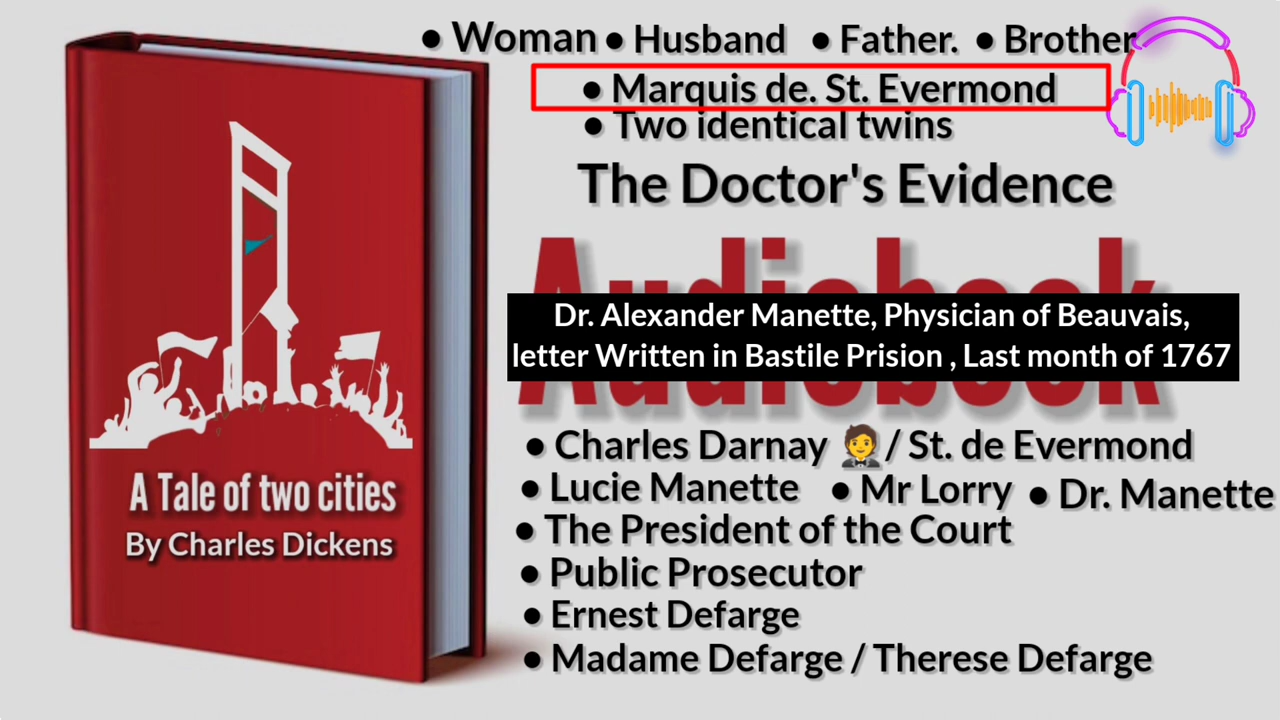 • Woman • Husband • Father. • Brother
• Marquis de. St. Evermond
• Two identical twins
The Doctor's Evidence
Audiobook
Dr. Alexander Manette, Physician of Beauvais,
letter Written in Bastile Prision , Last month of 1767
• Charles Darnay 🤵/ St. de Evermond
• Lucie Manette • Mr Lorry • Dr. Manette
• The President of the Court
• Public Prosecutor
• Ernest Defarge
• Madame Defarge / Therese Defarge
A Tale of two cities
By Charles Dickens